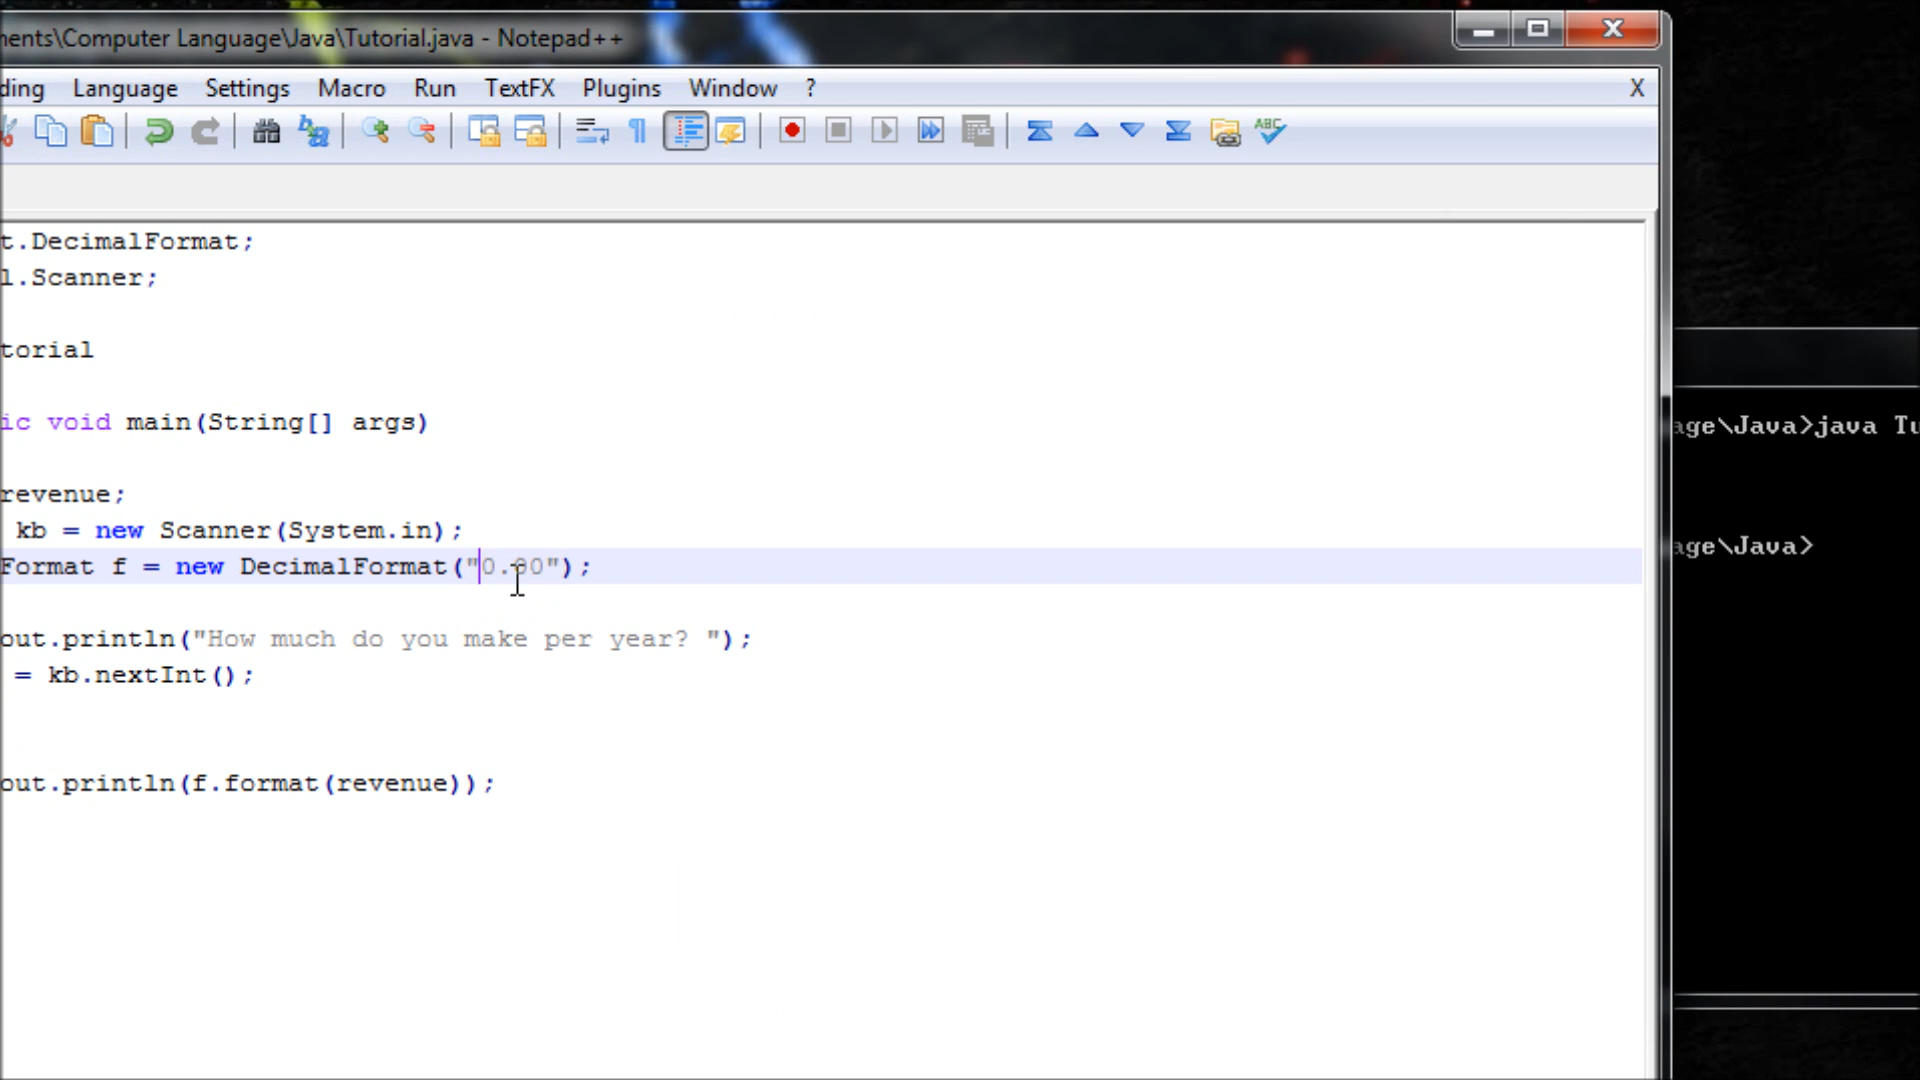 ments\Computer Language\Java\Tutorial.java - Notepad++
ding Language Settings Macro Run TextFX Plugins Window ? X
ABC
t.DecimalFormat;
l.Scanner;
torial
ic void main(String[] args)
revenue;
kb = new Scanner(System.in);
Format f = new DecimalFormat("0.00");
out.println("How much do you make per year? ");
= kb.nextInt();
out.println(f.format(revenue));
age\Java>java Tu
age\Java>